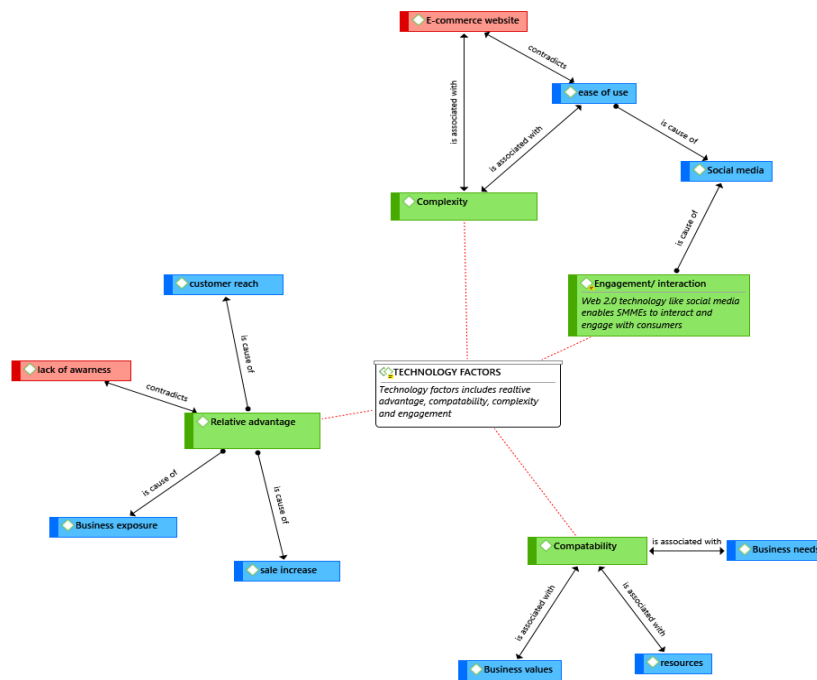 E-commerce website
contradicts
ease of use
is associated with
is associated with
is cause of
Social media
Complexity
is cause of
customer reach
Engagement/ interaction
Web 2.0 technology like social media
enables SMMEs to interact and
engage with consumers
is cause of
lack of awarness
contradicts
TECHNOLOGY FACTORS
Technology factors includes realtive
advantage, compatability, complexity
and engagement
Relative advantage
is cause of
is cause of
Business exposure
sale increase
Compatability
is associated with
Business needs
is associated with
is associated with
Business values
resources